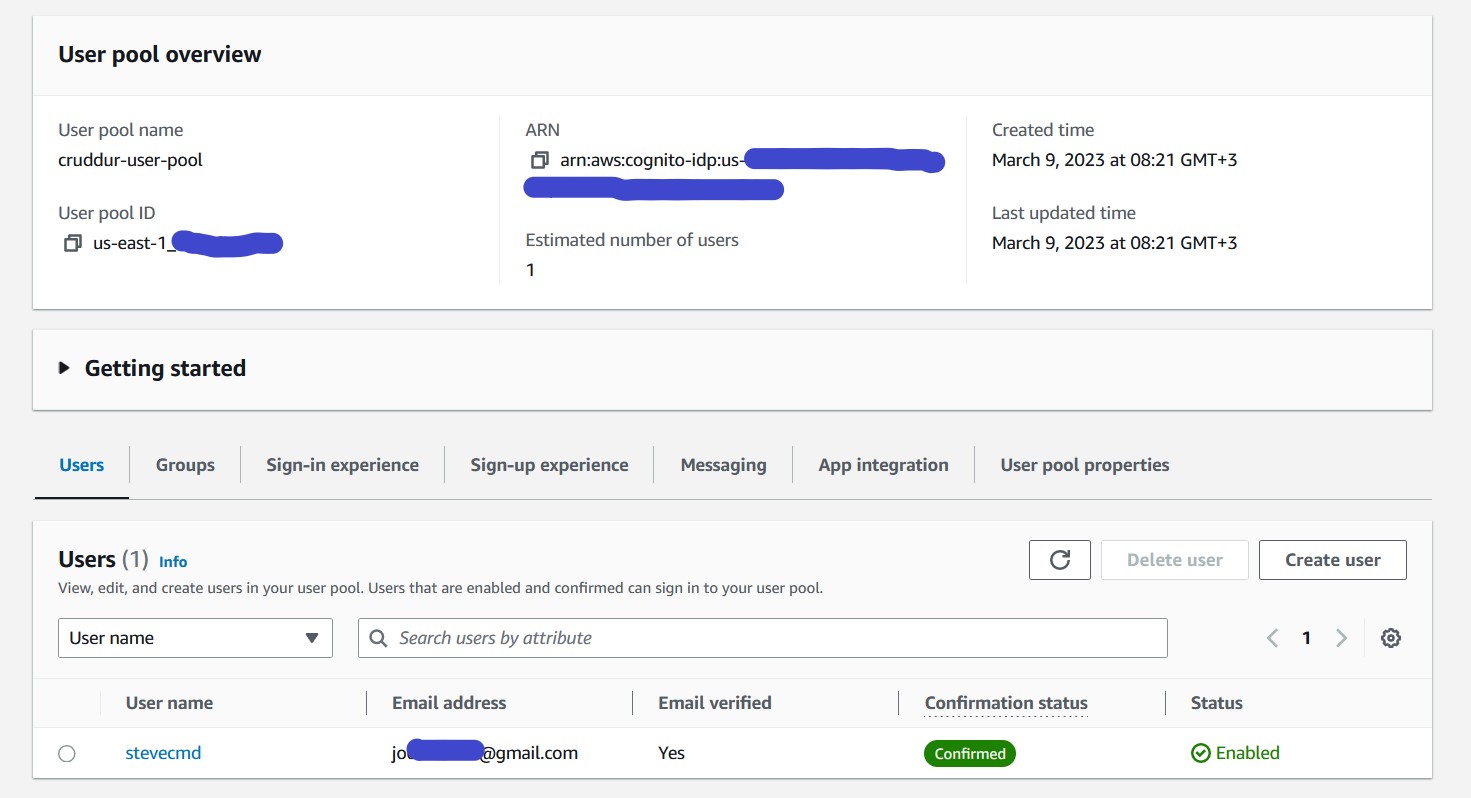 User pool overview
User pool name
cruddur-user-pool
User pool ID
us-east-1_
ARN
arn:aws:cognito-idp:us-
Estimated number of users
1
Created time
March 9, 2023 at 08:21 GMT+3
Last updated time
March 9, 2023 at 08:21 GMT+3
Getting started
Users Groups Sign-in experience Sign-up experience Messaging App integration User pool properties
Users (1) Info
Delete user Create user
View, edit, and create users in your user pool. Users that are enabled and confirmed can sign in to your user pool.
User name Search users by attribute 1
User name Email address Email verified Confirmation status Status
stevecmd jo @gmail.com Yes Confirmed Enabled